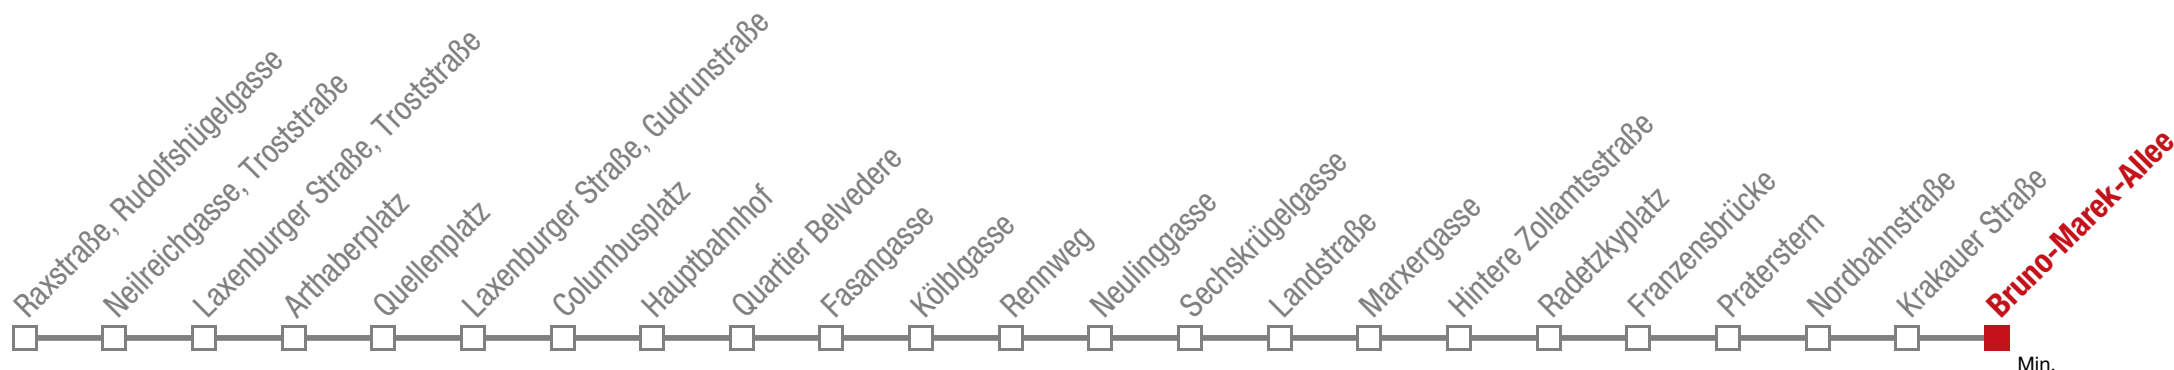 Raxstraße, Rudolfshügelgasse
Neilreichgasse, Troststraße
Laxenburger Straße, Troststraße
Arthaberplatz
Quellenplatz
Laxenburger Straße, Gudrunstraße
Columbusplatz
Hauptbahnhof
Quartier Belvedere
Fasangasse
Kölblgasse
Rennweg
Neulinggasse
Sechskrügelgasse
Landstraße
Marxergasse
Hintere Zollamtsstraße
Radetzkyplatz
Franzensbrücke
Praterstern
Nordbahnstraße
Krakauer Straße
Bruno-Marek-Allee
Min.